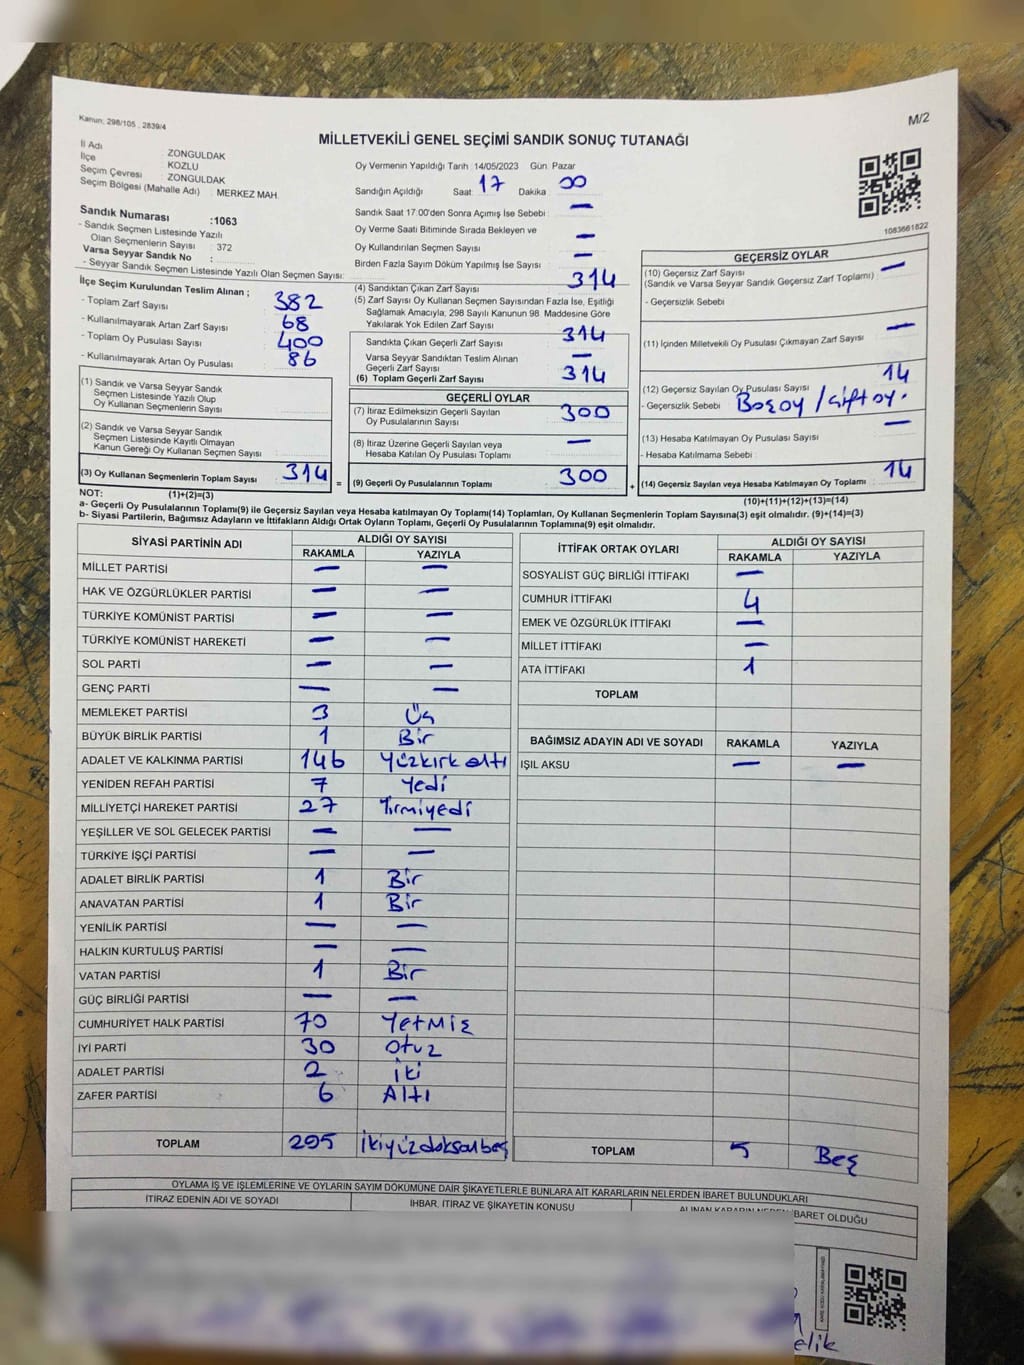 Kanun; 298/105 , 2839/4
M/2
MİLLETVEKİLİ GENEL SEÇİMİ SANDIK SONUÇ TUTANAĞI
İl Adı : ZONGULDAK
İlçe : KOZLU
Seçim Çevresi : ZONGULDAK
Seçim Bölgesi (Mahalle Adı) : MERKEZ MAH.
Sandık Numarası :1063
- Sandık Seçmen Listesinde Yazılı
Olan Seçmenlerin Sayısı : 372
Varsa Seyyar Sandık No :
- Seyyar Sandık Seçmen Listesinde Yazılı Olan Seçmen Sayısı:
Oy Vermenin Yapıldığı Tarih :14/05/2023 Gün: Pazar
Sandığın Açıldığı Saat: 17 Dakika : 00
Sandık Saat 17:00'den Sonra Açımış İse Sebebi : —
Oy Verme Saati Bitiminde Sırada Bekleyen ve
Oy Kullandırılan Seçmen Sayısı —
Birden Fazla Sayım Döküm Yapılmış İse Sayısı —
1083661822
İlçe Seçim Kurulundan Teslim Alınan ;
- Toplam Zarf Sayısı : 382
- Kullanılmayarak Artan Zarf Sayısı : 68
- Toplam Oy Pusulası Sayısı : 400
- Kullanılmayarak Artan Oy Pusulası : 86
(1) Sandık ve Varsa Seyyar Sandık
Seçmen Listesinde Yazılı Olup
Oy Kullanan Seçmenlerin Sayısı :
(2) Sandık ve Varsa Seyyar Sandık
Seçmen Listesinde Kayıtlı Olmayan
Kanun Gereği Oy Kullanan Seçmen Sayısı :
(3) Oy Kullanan Seçmenlerin Toplam Sayısı : 314
(4) Sandıktan Çıkan Zarf Sayısı : 314
(5) Zarf Sayısı Oy Kullanan Seçmen Sayısından Fazla İse, Eşitliği
Sağlamak Amacıyla, 298 Sayılı Kanunun 98. Maddesine Göre
Yakılarak Yok Edilen Zarf Sayısı :
Sandıkta Çıkan Geçerli Zarf Sayısı : 314
Varsa Seyyar Sandıktan Teslim Alınan
Geçerli Zarf Sayısı : —
(6) Toplam Geçerli Zarf Sayısı : 314
GEÇERLİ OYLAR
(7) İtiraz Edilmeksizin Geçerli Sayılan
Oy Pusulalarının Sayısı : 300
(8) İtiraz Üzerine Geçerli Sayılan veya
Hesaba Katılan Oy Pusulası Toplamı : —
= (9) Geçerli Oy Pusulalarının Toplamı : 300
GEÇERSİZ OYLAR
(10) Geçersiz Zarf Sayısı : —
(Sandık ve Varsa Seyyar Sandık Geçersiz Zarf Toplamı)
- Geçersizlik Sebebi :
(11) İçinden Milletvekili Oy Pusulası Çıkmayan Zarf Sayısı : —
(12) Geçersiz Sayılan Oy Pusulası Sayısı : 14
- Geçersizlik Sebebi : Boş oy / Çift oy.
(13) Hesaba Katılmayan Oy Pusulası Sayısı : —
- Hesaba Katılmama Sebebi :
+ (14) Geçersiz Sayılan veya Hesaba Katılmayan Oy Toplamı : 14
NOT: (1)+(2)=(3) (10)+(11)+(12)+(13)=(14)
a- Geçerli Oy Pusulalarının Toplamı(9) ile Geçersiz Sayılan veya Hesaba katılmayan Oy Toplamı(14) Toplamları, Oy Kullanan Seçmenlerin Toplam Sayısına(3) eşit olmalıdır. (9)+(14)=(3)
b- Siyasi Partilerin, Bağımsız Adayların ve İttifakların Aldığı Ortak Oyların Toplamı, Geçerli Oy Pusulalarının Toplamına(9) eşit olmalıdır.
SİYASİ PARTİNİN ADI ALDIĞI OY SAYISI
RAKAMLA YAZIYLA
MİLLET PARTİSİ — —
HAK VE ÖZGÜRLÜKLER PARTİSİ — —
TÜRKİYE KOMÜNİST PARTİSİ — —
TÜRKİYE KOMÜNİST HAREKETİ — —
SOL PARTİ — —
GENÇ PARTİ — —
MEMLEKET PARTİSİ 3 Üç
BÜYÜK BİRLİK PARTİSİ 1 Bir
ADALET VE KALKINMA PARTİSİ 146 Yüzkırk altı
YENİDEN REFAH PARTİSİ 7 Yedi
MİLLİYETÇİ HAREKET PARTİSİ 27 Yirmiyedi
YEŞİLLER VE SOL GELECEK PARTİSİ — —
TÜRKİYE İŞÇİ PARTİSİ — —
ADALET BİRLİK PARTİSİ 1 Bir
ANAVATAN PARTİSİ 1 Bir
YENİLİK PARTİSİ — —
HALKIN KURTULUŞ PARTİSİ — —
VATAN PARTİSİ 1 Bir
GÜÇ BİRLİĞİ PARTİSİ — —
CUMHURİYET HALK PARTİSİ 70 Yetmiş
İYİ PARTİ 30 Otuz
ADALET PARTİSİ 2 İki
ZAFER PARTİSİ 6 Altı
TOPLAM 295 İkiyüzdoksanbeş
İTTİFAK ORTAK OYLARI ALDIĞI OY SAYISI
RAKAMLA YAZIYLA
SOSYALİST GÜÇ BİRLİĞİ İTTİFAKI —
CUMHUR İTTİFAKI 4
EMEK VE ÖZGÜRLÜK İTTİFAKI —
MİLLET İTTİFAKI —
ATA İTTİFAKI 1
TOPLAM
BAĞIMSIZ ADAYIN ADI VE SOYADI RAKAMLA YAZIYLA
IŞIL AKSU — —
TOPLAM 5 Beş
OYLAMA İŞ VE İŞLEMLERİNE VE OYLARIN SAYIM DÖKÜMÜNE DAİR ŞİKAYETLERLE BUNLARA AİT KARARLARIN NELERDEN İBARET BULUNDUKLARI
İTİRAZ EDENİN ADI VE SOYADI İHBAR, İTİRAZ VE ŞİKAYETİN KONUSU ALINAN KARARIN NEDEN İBARET OLDUĞU
elik